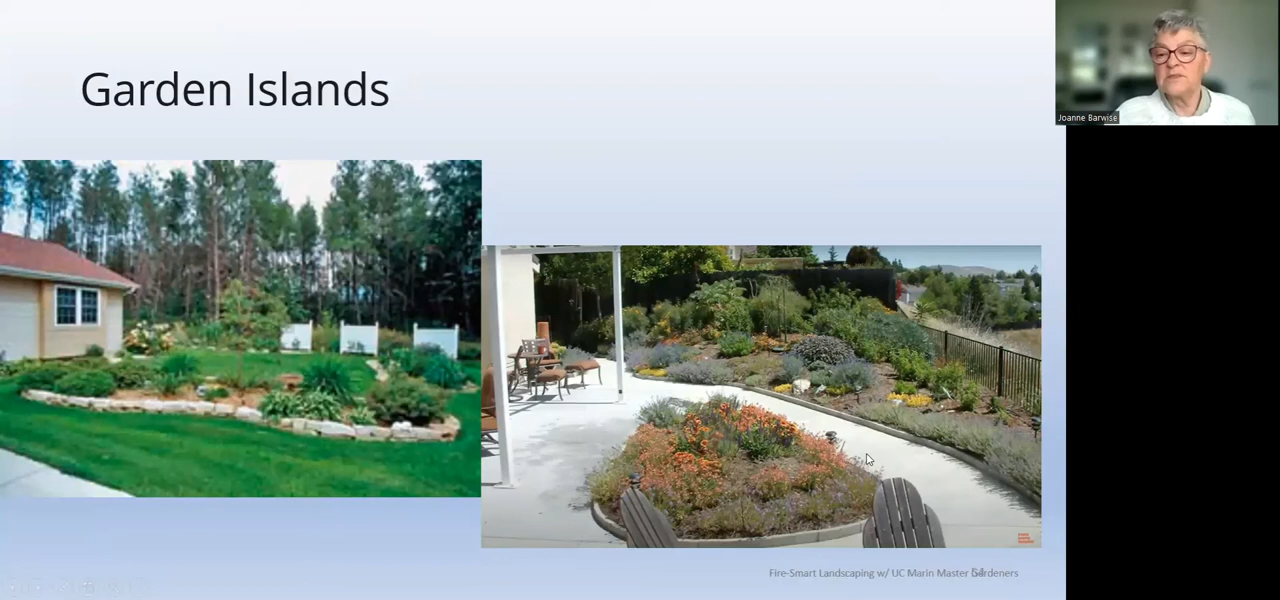 Garden Islands
Joanne Barwise
Fire-Smart Landscaping w/ UC Marin Master Gardeners